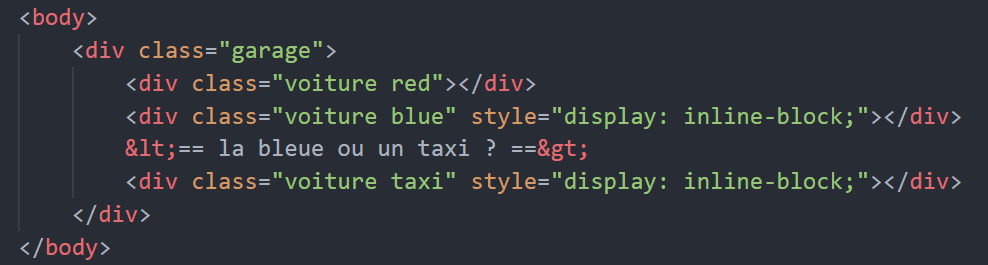 <body>
<div class="garage">
<div class="voiture red"></div>
<div class="voiture blue" style="display: inline-block;"></div>
&lt;== la bleue ou un taxi ? ==&gt;
<div class="voiture taxi" style="display: inline-block;"></div>
</div>
</body>